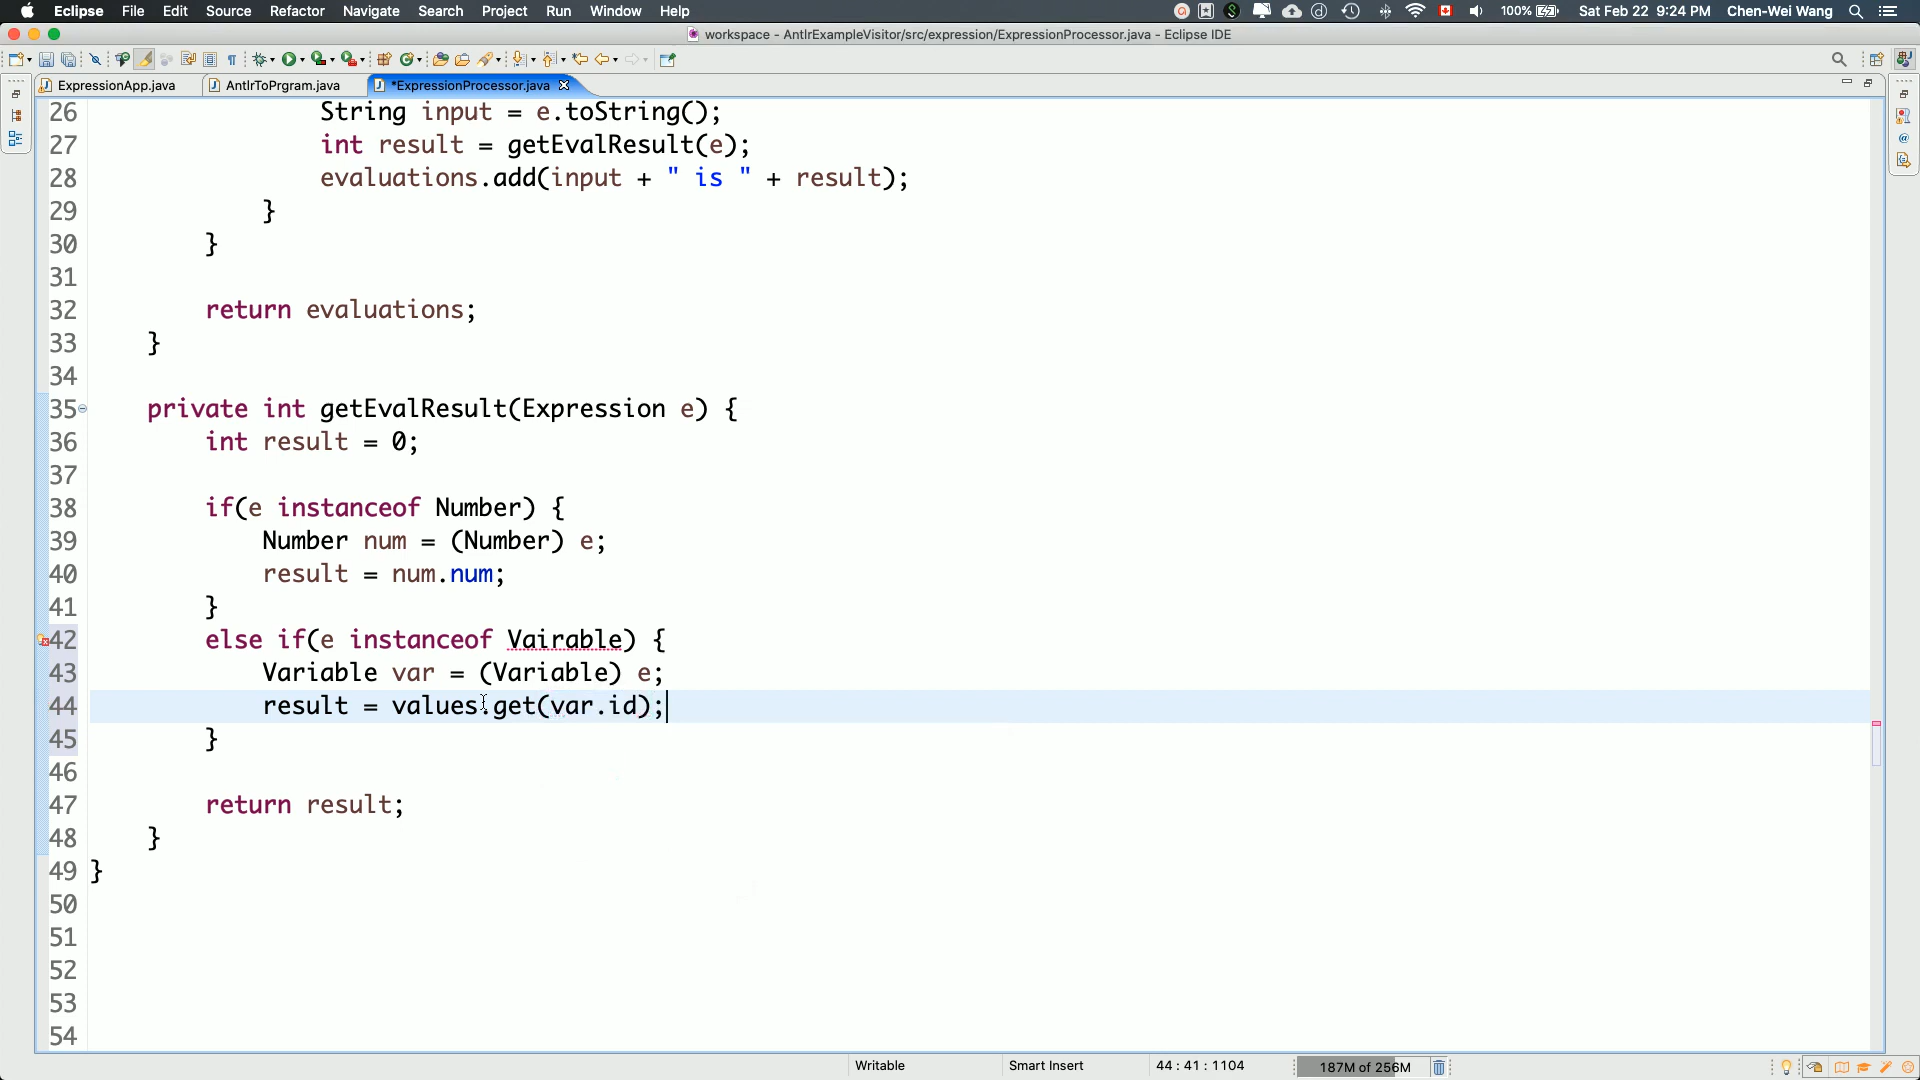 Eclipse File Edit Source Refactor Navigate Search Project Run Window Help 100% Sat Feb 22 9:24 PM Chen-Wei Wang
workspace - AntlrExampleVisitor/src/expression/ExpressionProcessor.java - Eclipse IDE
ExpressionApp.java AntlrToPrgram.java *ExpressionProcessor.java
26 String input = e.toString();
27 int result = getEvalResult(e);
28 evaluations.add(input + " is " + result);
29 }
30 }
31
32 return evaluations;
33 }
34
35 private int getEvalResult(Expression e) {
36 int result = 0;
37
38 if(e instanceof Number) {
39 Number num = (Number) e;
40 result = num.num;
41 }
42 else if(e instanceof Vairable) {
43 Variable var = (Variable) e;
44 result = values.get(var.id);
45 }
46
47 return result;
48 }
49 }
50
51
52
53
54
Writable Smart Insert 44 : 41 : 1104 187M of 256M